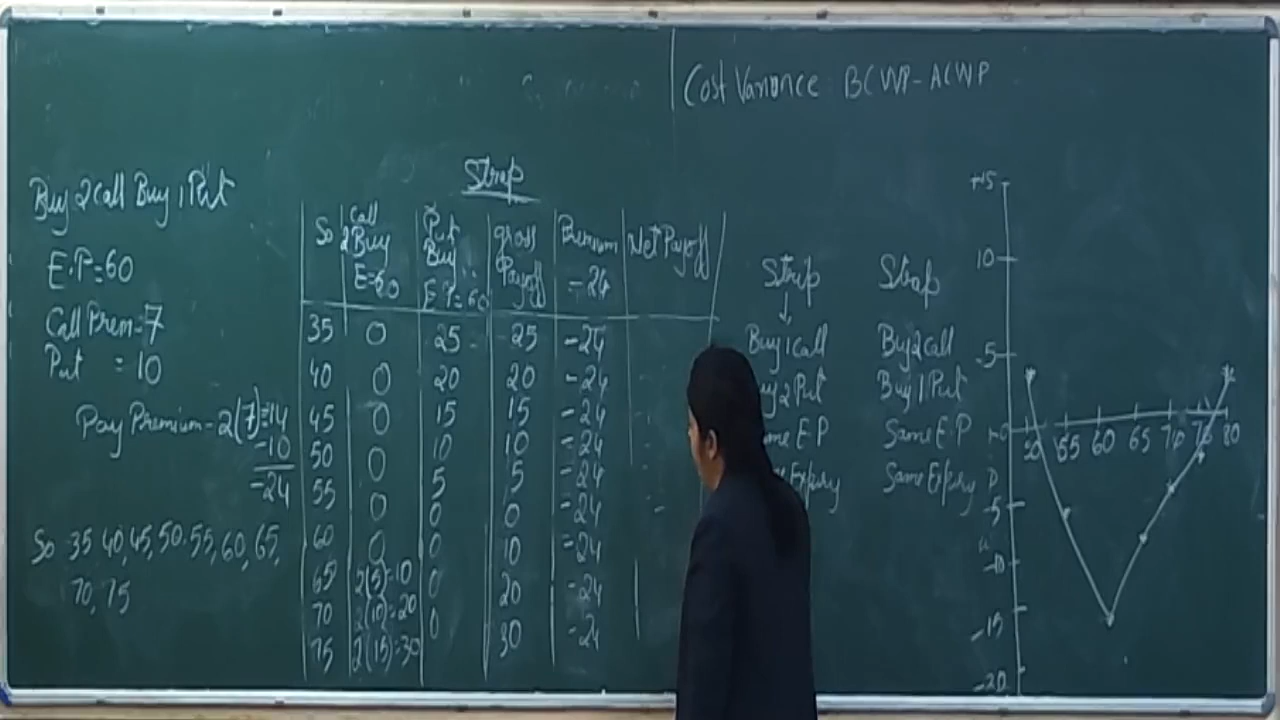 Cost Variance : BCWP - ACWP
Strap
Buy 2 Call Buy 1 Put
E.P = 60
Call Prem = 7
Put = 10
Pay Premium - 2(7) = 14
-10
= -24
So 35 40, 45, 50. 55, 60, 65,
70, 75
So | Call 2 Buy E=60 | Put Buy E.P = 60 | Gross Payoff | Premium -24 | Net Payoff
35 0 25 25 -24
40 0 20 20 -24
45 0 15 15 -24
50 0 10 10 -24
55 0 5 5 -24
60 0 0 0 -24
65 2(5)=10 0 10 -24
70 2(10)=20 0 20 -24
75 2(15)=30 0 30 -24
Strip Strap
↓
Buy 1 Call Buy 2 Call
uy 2 Put Buy 1 Put
me E P Same E P
Expiry Same Expiry
+15
10
5
50 55 60 65 70 75 80
-5
-10
-15
-20